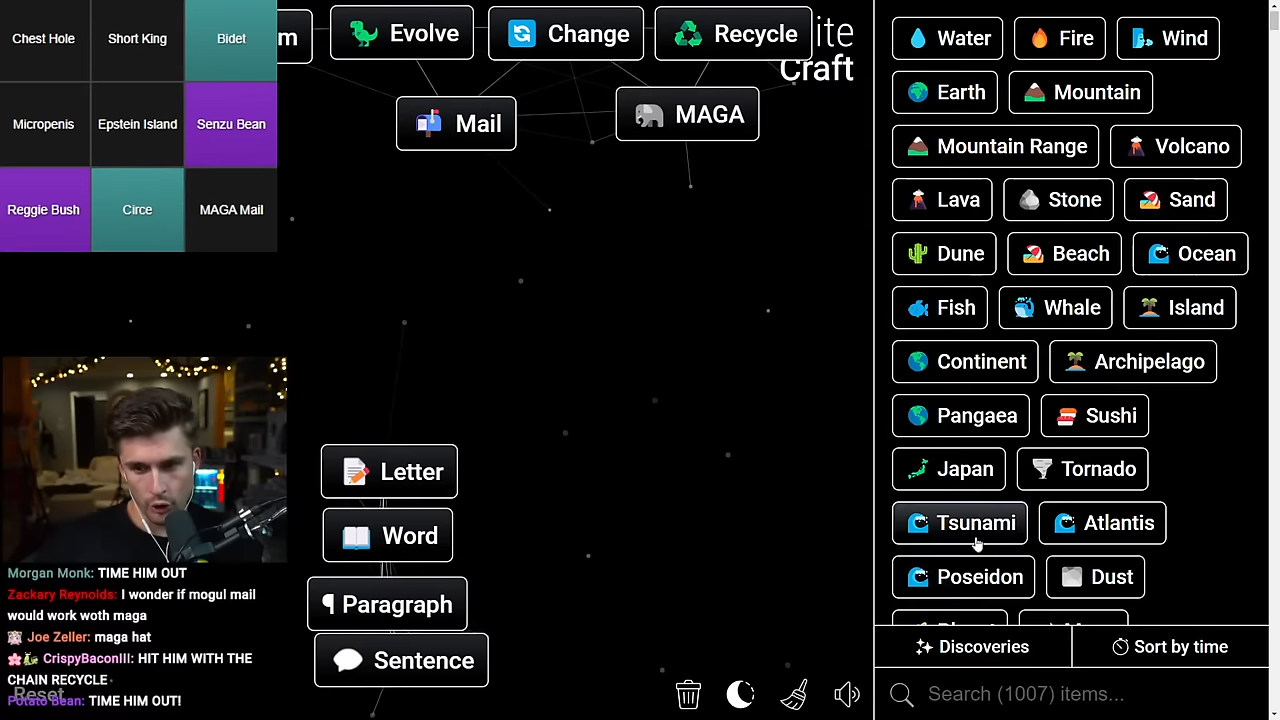 Chest Hole
Short King
Bidet
Micropenis
Epstein Island
Senzu Bean
Reggie Bush
Circe
MAGA Mail
m
Evolve
Change
Recycle
ite
Craft
Mail
MAGA
Letter
Word
¶ Paragraph
Sentence
Water
Fire
Wind
Earth
Mountain
Mountain Range
Volcano
Lava
Stone
Sand
Dune
Beach
Ocean
Fish
Whale
Island
Continent
Archipelago
Pangaea
Sushi
Japan
Tornado
Tsunami
Atlantis
Poseidon
Dust
Discoveries
Sort by time
Search (1007) items...
Morgan Monk: TIME HIM OUT
Zackary Reynolds: I wonder if mogul mail
would work woth maga
Joe Zeller: maga hat
CrispyBaconIII: HIT HIM WITH THE
CHAIN RECYCLE
Reset
Potato Bean: TIME HIM OUT!